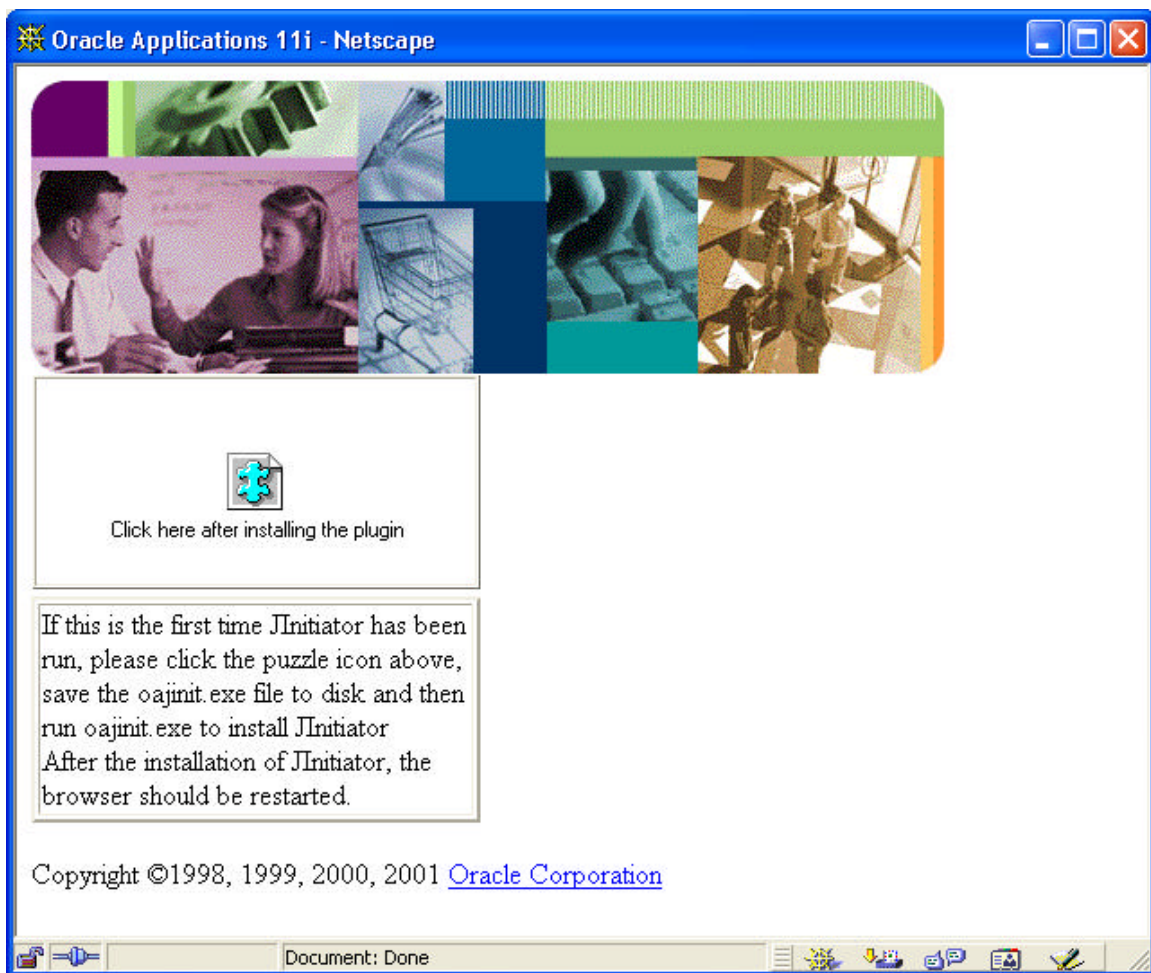 Oracle Applications 11i - Netscape
Click here after installing the plugin
If this is the first time JInitiator has been
run, please click the puzzle icon above,
save the oajinit.exe file to disk and then
run oajinit.exe to install JInitiator
After the installation of JInitiator, the
browser should be restarted.
Copyright ©1998, 1999, 2000, 2001 Oracle Corporation
Document: Done